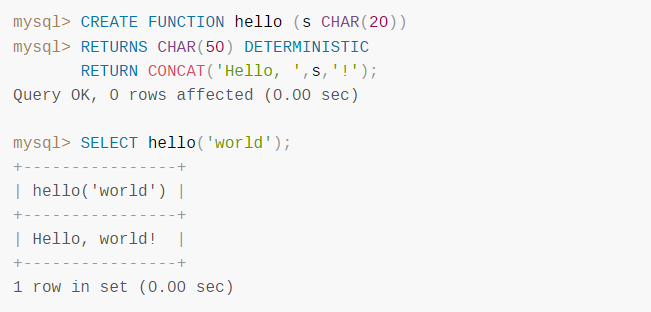 mysql> CREATE FUNCTION hello (s CHAR(20))
mysql> RETURNS CHAR(50) DETERMINISTIC
       RETURN CONCAT('Hello, ',s,'!');
Query OK, 0 rows affected (0.00 sec)

mysql> SELECT hello('world');
+----------------+
| hello('world') |
+----------------+
| Hello, world!  |
+----------------+
1 row in set (0.00 sec)